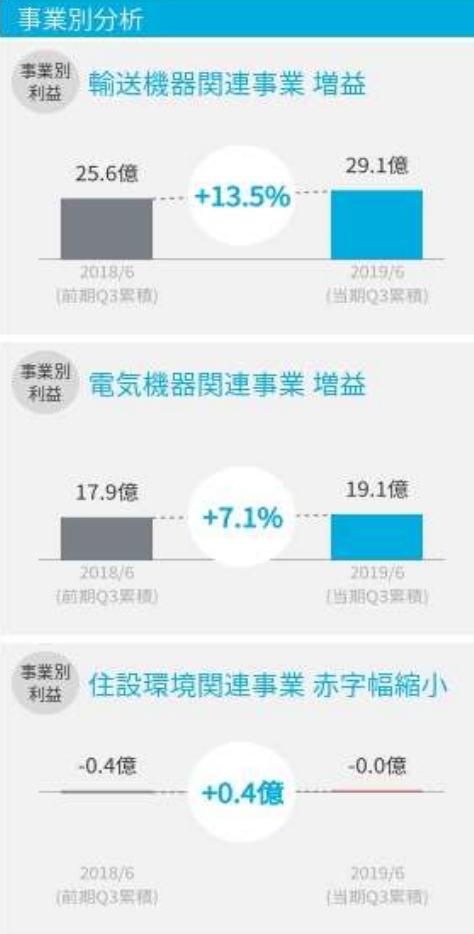 事業別分析
事業別
利益
輸送機器関連事業 増益
25.6億
+13.5%
29.1億
2018/6
(前期Q3累積)
2019/6
(当期Q3累積)
事業別
利益
電気機器関連事業 増益
17.9億
+7.1%
19.1億
2018/6
(前期Q3累積)
2019/6
(当期Q3累積)
事業別
利益
住設環境関連事業 赤字幅縮小
-0.4億
+0.4億
-0.0億
2018/6
(前期Q3累積)
2019/6
(当期Q3累積)